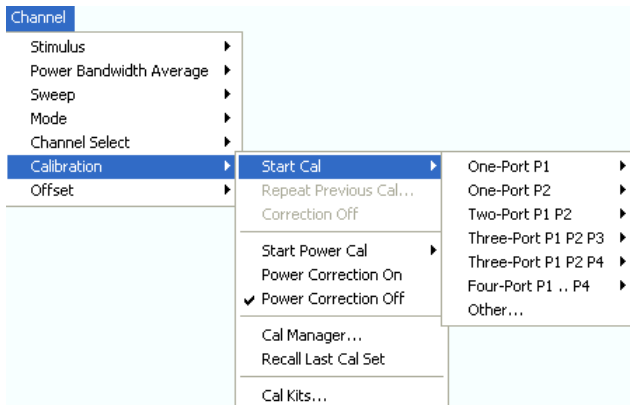 Channel
Stimulus
Power Bandwidth Average
Sweep
Mode
Channel Select
Calibration
Offset
Start Cal
Repeat Previous Cal...
Correction Off
Start Power Cal
Power Correction On
Power Correction Off
Cal Manager...
Recall Last Cal Set
Cal Kits...
One-Port P1
One-Port P2
Two-Port P1 P2
Three-Port P1 P2 P3
Three-Port P1 P2 P4
Four-Port P1 .. P4
Other...